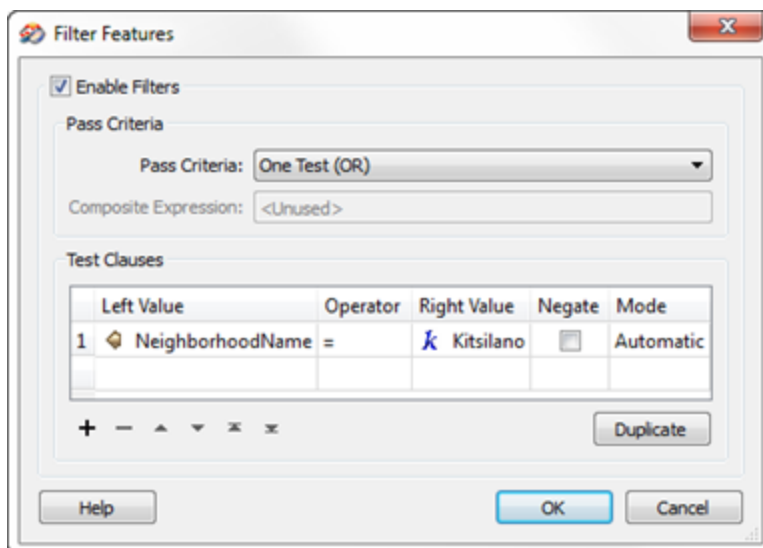 Filter Features
Enable Filters
Pass Criteria
Pass Criteria: One Test (OR)
Composite Expression: <Unused>
Test Clauses
Left Value Operator Right Value Negate Mode
1 NeighborhoodName = k Kitsilano Automatic
Duplicate
Help OK Cancel